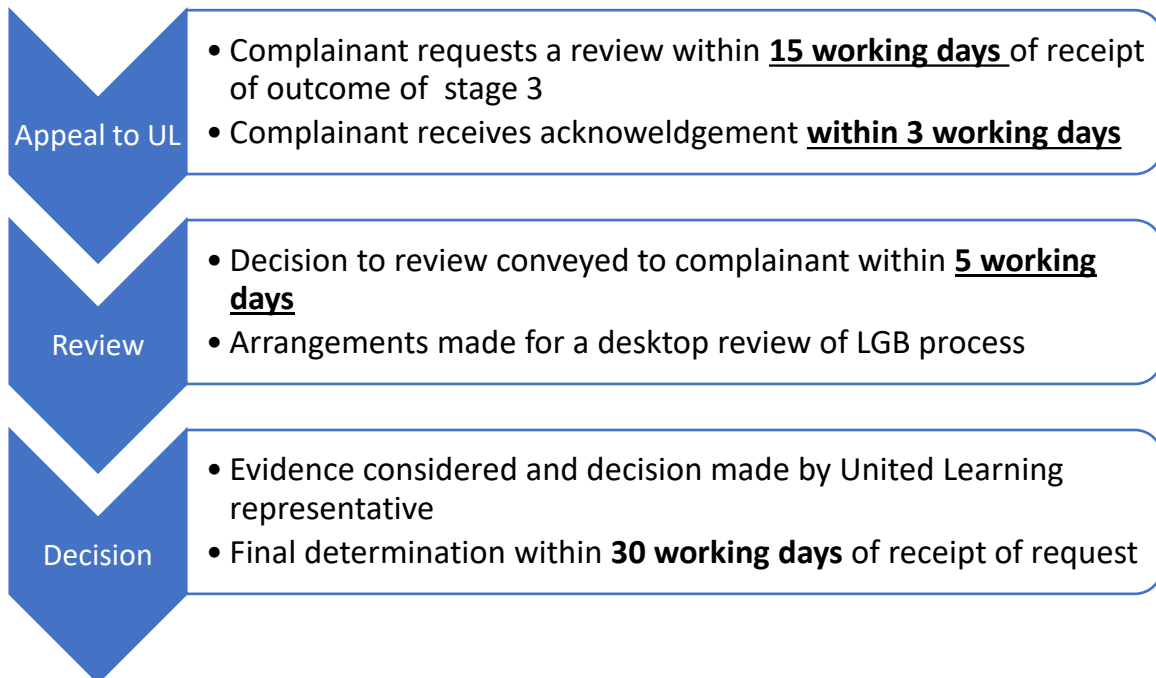 Appeal to UL
• Complainant requests a review within 15 working days of receipt
of outcome of stage 3
• Complainant receives acknoweldgement within 3 working days
Review
• Decision to review conveyed to complainant within 5 working
days
• Arrangements made for a desktop review of LGB process
Decision
• Evidence considered and decision made by United Learning
representative
• Final determination within 30 working days of receipt of request